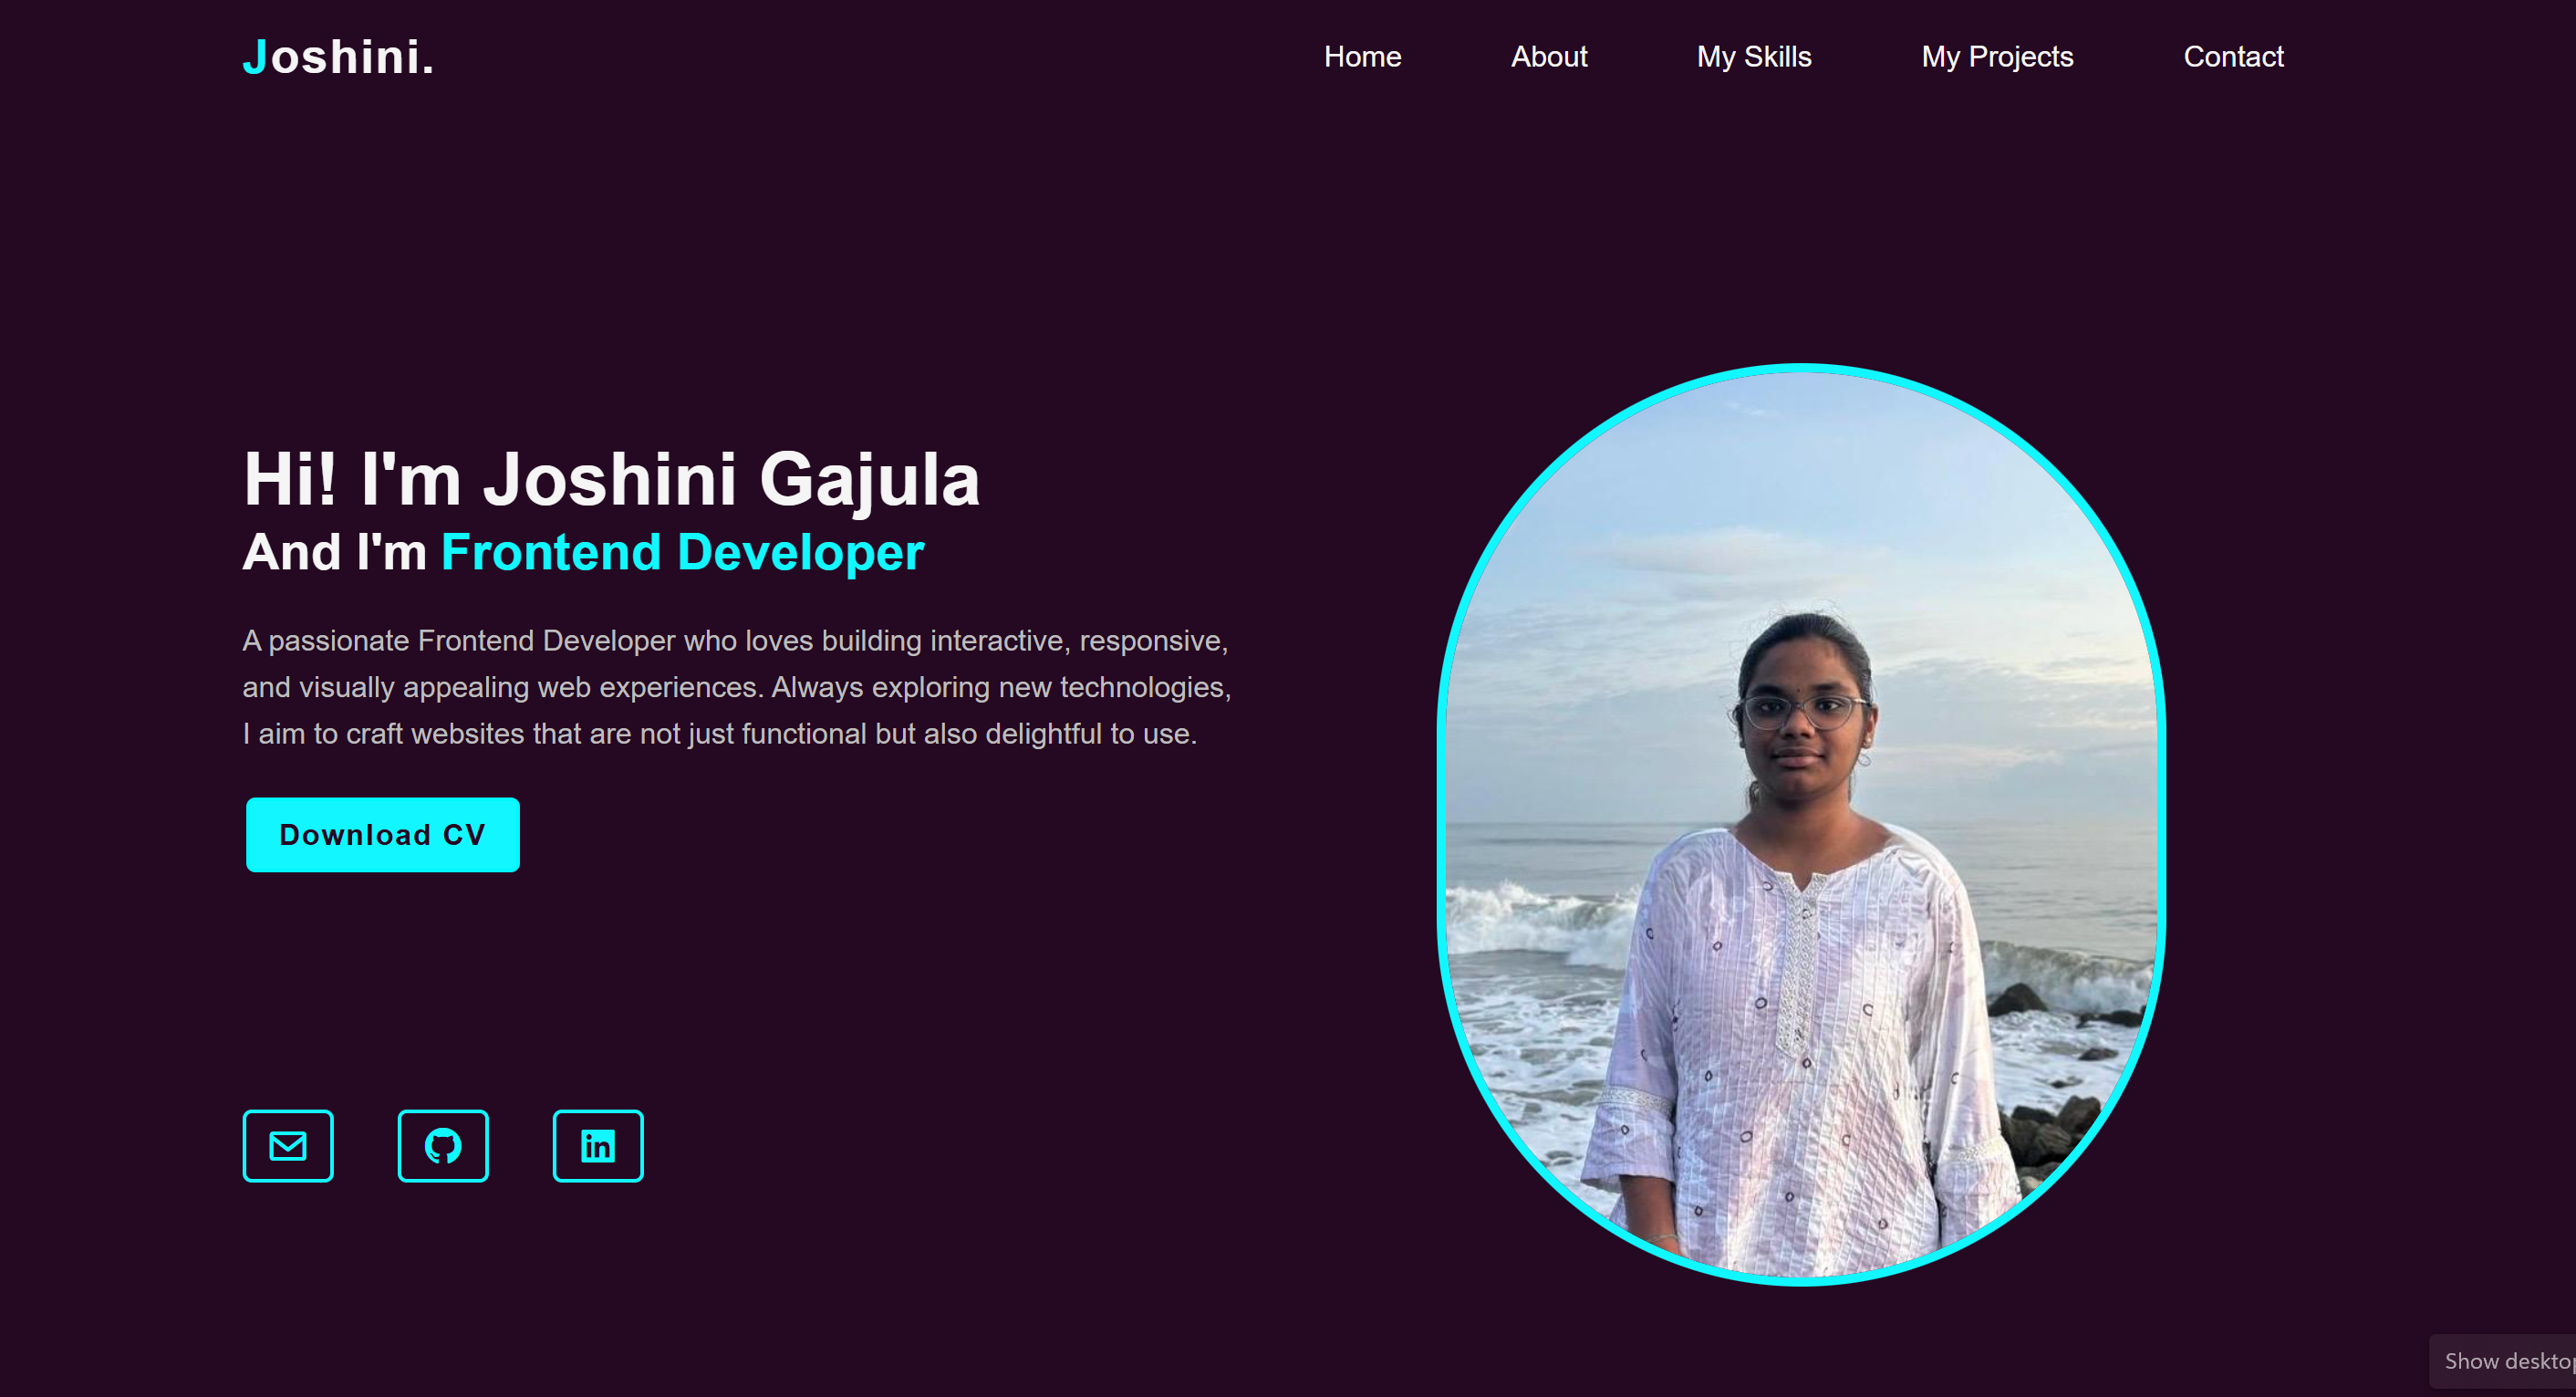 Joshini.
Home About My Skills My Projects Contact
Hi! I'm Joshini Gajula
And I'm Frontend Developer
A passionate Frontend Developer who loves building interactive, responsive,
and visually appealing web experiences. Always exploring new technologies,
I aim to craft websites that are not just functional but also delightful to use.
Download CV
in
Show desktop